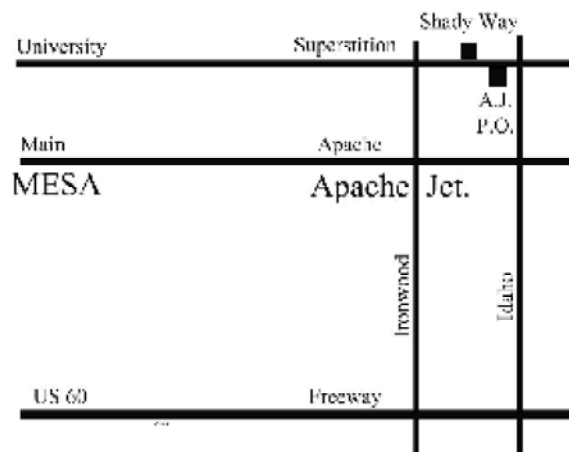 Shady Way
University Superstition
A.J.
P.O.
Main Apache
MESA Apache Jct.
Ironwood
Idaho
US 60 Freeway